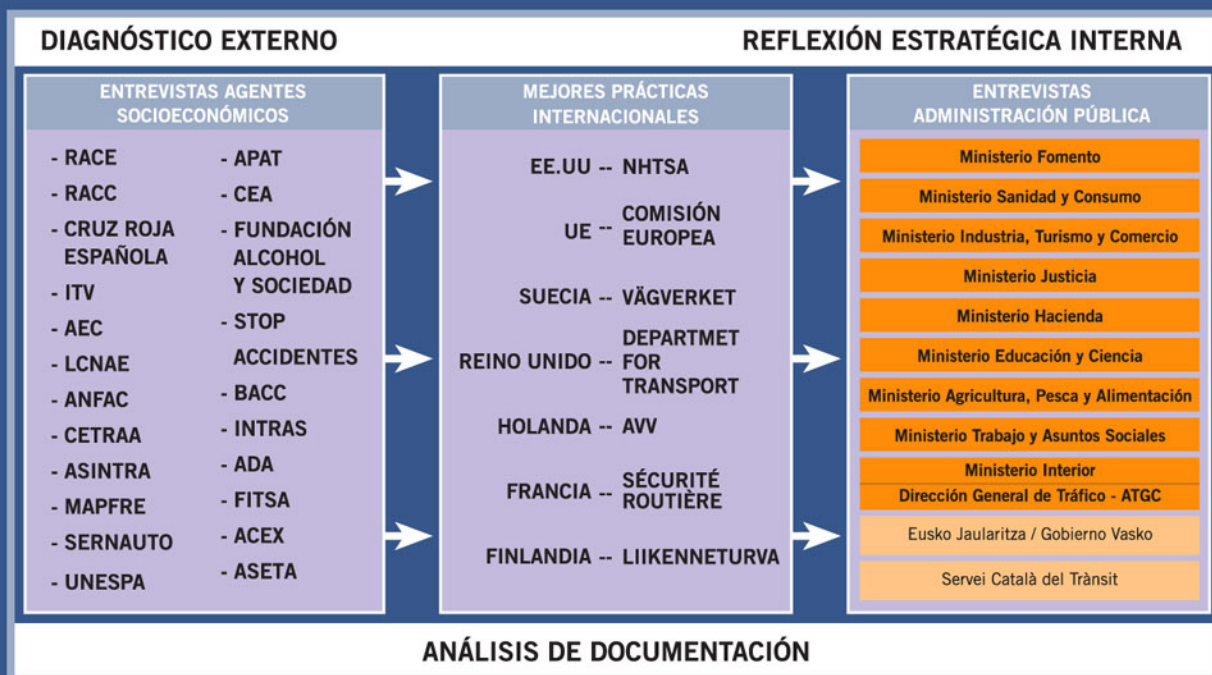 DIAGNÓSTICO EXTERNO
REFLEXIÓN ESTRATÉGICA INTERNA
ENTREVISTAS AGENTES
SOCIOECONÓMICOS
- RACE
- RACC
- CRUZ ROJA
ESPAÑOLA
- ITV
- AEC
- LCNAE
- ANFAC
- CETRAA
- ASINTRA
- MAPFRE
- SERNAUTO
- UNESPA
- APAT
- CEA
- FUNDACIÓN
ALCOHOL
Y SOCIEDAD
- STOP
ACCIDENTES
- BACC
- INTRAS
- ADA
- FITSA
- ACEX
- ASETA
MEJORES PRÁCTICAS
INTERNACIONALES
EE.UU -- NHTSA
UE -- COMISIÓN
EUROPEA
SUECIA -- VÄGVERKET
REINO UNIDO -- DEPARTMET
FOR
TRANSPORT
HOLANDA -- AVV
FRANCIA -- SÉCURITÉ
ROUTIÈRE
FINLANDIA -- LIIKENNETURVA
ENTREVISTAS
ADMINISTRACIÓN PÚBLICA
Ministerio Fomento
Ministerio Sanidad y Consumo
Ministerio Industria, Turismo y Comercio
Ministerio Justicia
Ministerio Hacienda
Ministerio Educación y Ciencia
Ministerio Agricultura, Pesca y Alimentación
Ministerio Trabajo y Asuntos Sociales
Ministerio Interior
Dirección General de Tráfico - ATGC
Eusko Jaularitza / Gobierno Vasco
Servei Català del Trànsit
ANÁLISIS DE DOCUMENTACIÓN